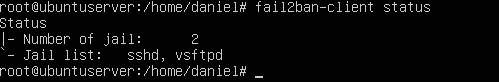 root@ubuntuserver:/home/daniel# fail2ban-client status
Status
|- Number of jail:      2
`- Jail list:   sshd, vsftpd
root@ubuntuserver:/home/daniel# _